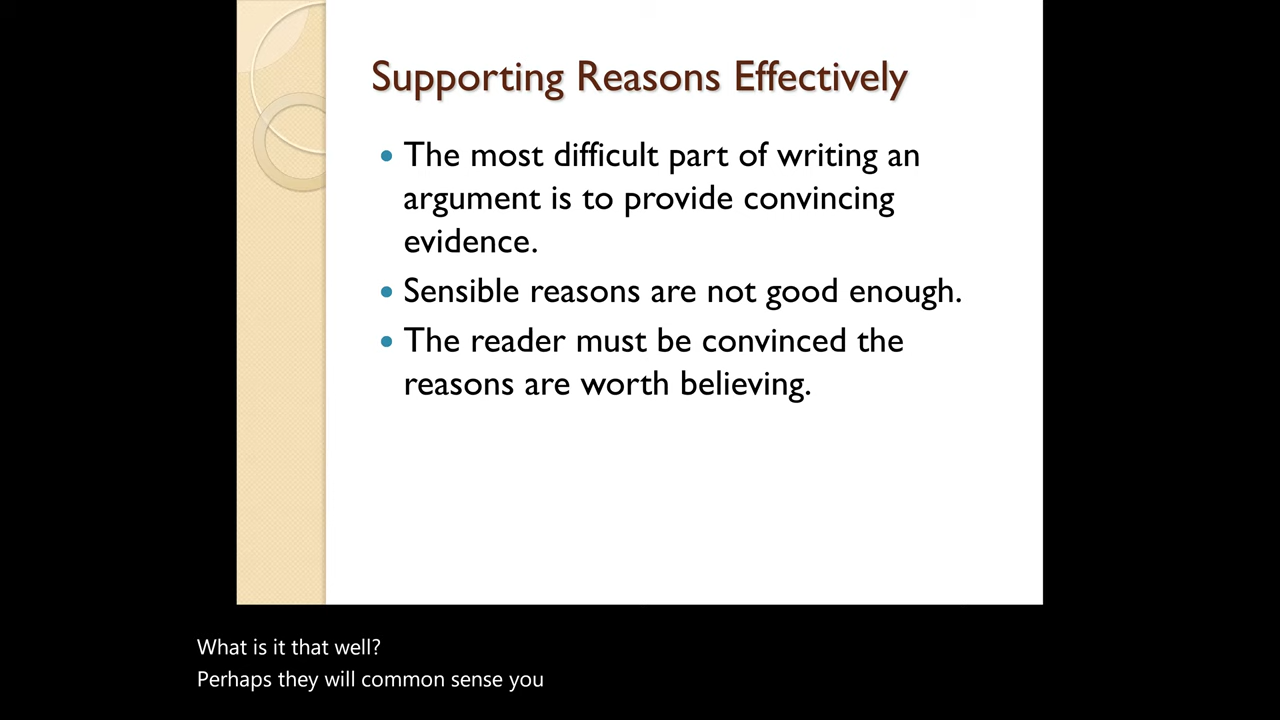 Supporting Reasons Effectively
• The most difficult part of writing an
argument is to provide convincing
evidence.
• Sensible reasons are not good enough.
• The reader must be convinced the
reasons are worth believing.
What is it that well?
Perhaps they will common sense you